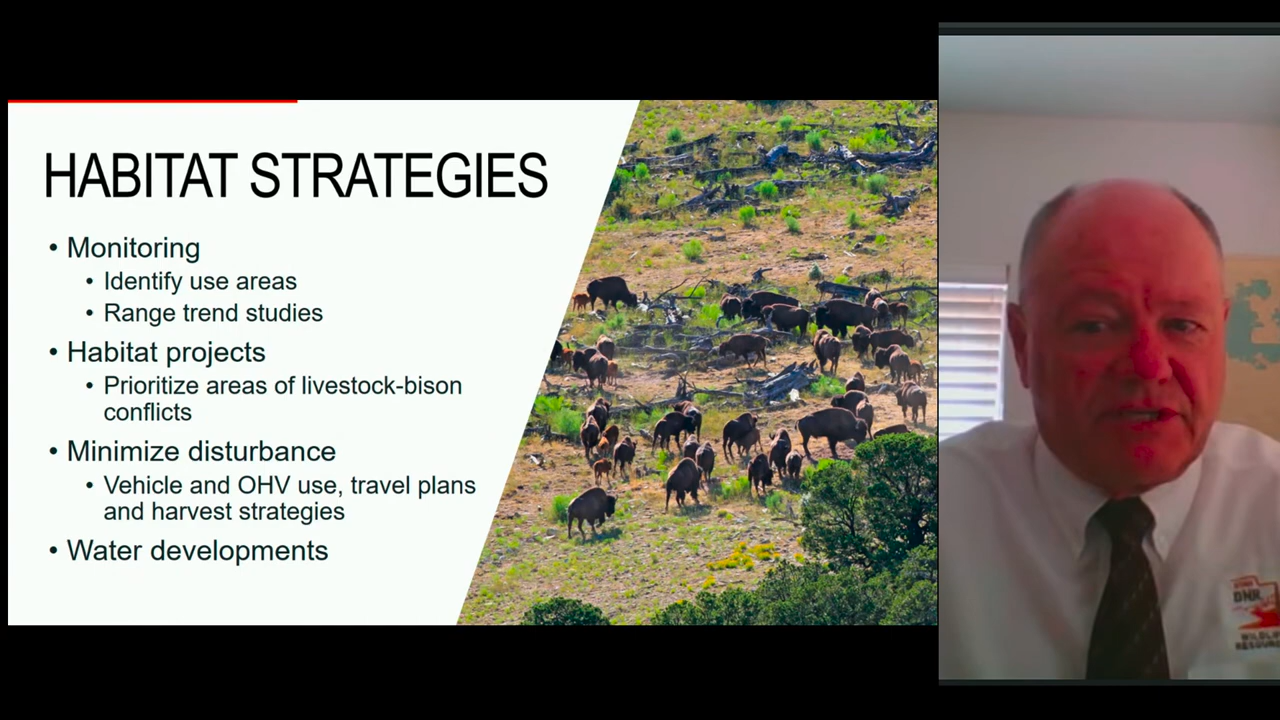 HABITAT STRATEGIES
• Monitoring
• Identify use areas
• Range trend studies
• Habitat projects
• Prioritize areas of livestock-bison
conflicts
• Minimize disturbance
• Vehicle and OHV use, travel plans
and harvest strategies
• Water developments
DNR